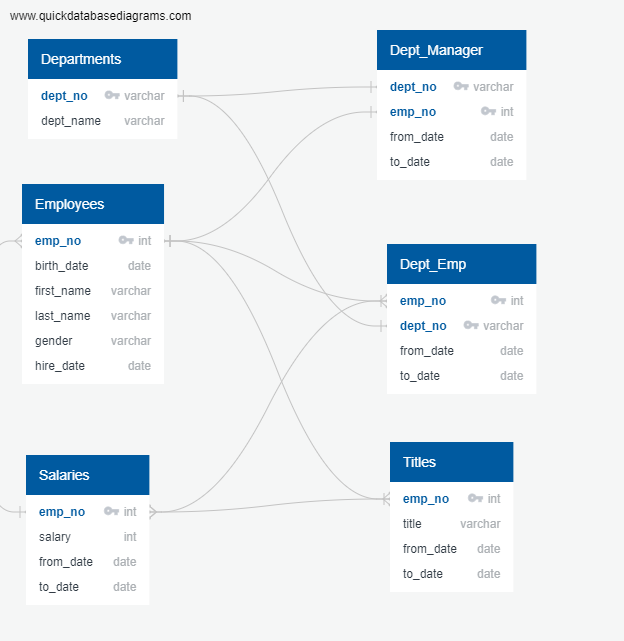 www.quickdatabasediagrams.com
Departments
dept_no varchar
dept_name varchar
Dept_Manager
dept_no varchar
emp_no int
from_date date
to_date date
Employees
emp_no int
birth_date date
first_name varchar
last_name varchar
gender varchar
hire_date date
Dept_Emp
emp_no int
dept_no varchar
from_date date
to_date date
Salaries
emp_no int
salary int
from_date date
to_date date
Titles
emp_no int
title varchar
from_date date
to_date date